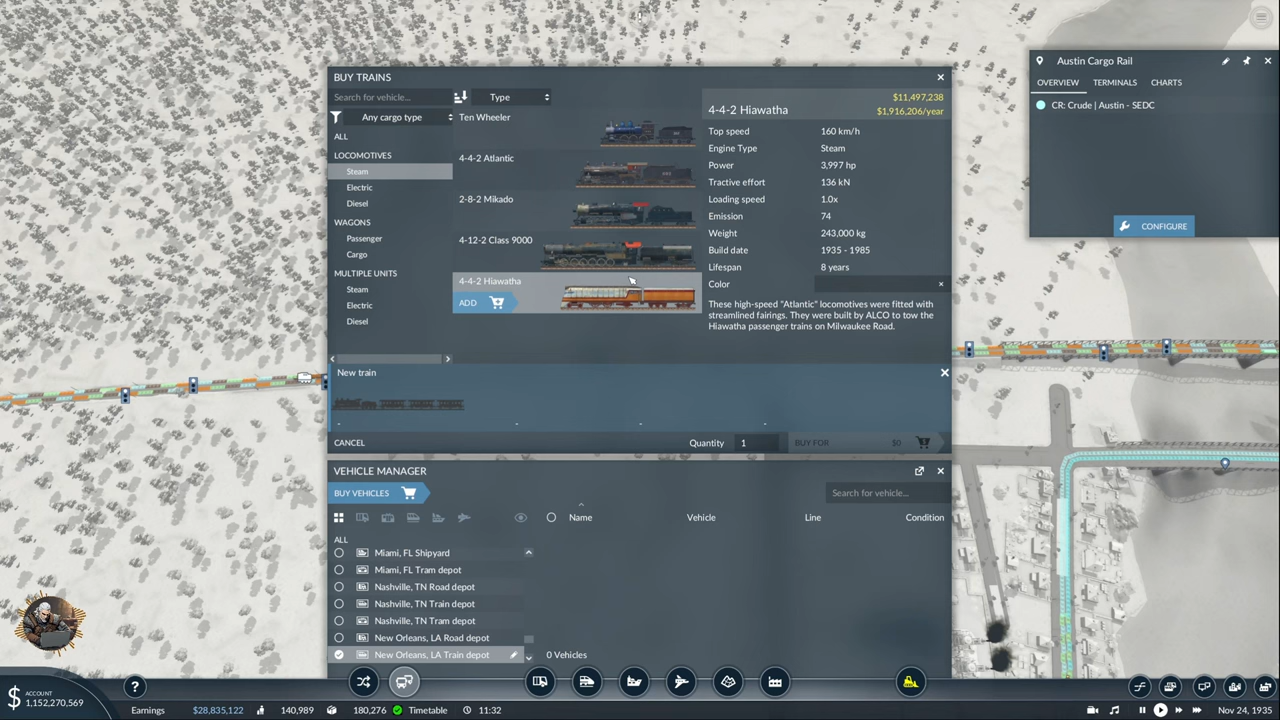 BUY TRAINS
Search for vehicle... Type
Any cargo type
ALL
LOCOMOTIVES
Steam
Electric
Diesel
WAGONS
Passenger
Cargo
MULTIPLE UNITS
Steam
Electric
Diesel
Ten Wheeler
4-4-2 Atlantic
2-8-2 Mikado
4-12-2 Class 9000
4-4-2 Hiawatha
ADD
4-4-2 Hiawatha
$11,497,238
$1,916,206/year
Top speed 160 km/h
Engine Type Steam
Power 3,997 hp
Tractive effort 136 kN
Loading speed 1.0x
Emission 74
Weight 243,000 kg
Build date 1935 - 1985
Lifespan 8 years
Color
These high-speed "Atlantic" locomotives were fitted with
streamlined fairings. They were built by ALCO to tow the
Hiawatha passenger trains on Milwaukee Road.
New train
- - - -
CANCEL Quantity 1 BUY FOR $0
VEHICLE MANAGER
BUY VEHICLES Search for vehicle...
Name Vehicle Line Condition
ALL
Miami, FL Shipyard
Miami, FL Tram depot
Nashville, TN Road depot
Nashville, TN Train depot
Nashville, TN Tram depot
New Orleans, LA Road depot
New Orleans, LA Train depot 0 Vehicles
Austin Cargo Rail
OVERVIEW TERMINALS CHARTS
CR: Crude | Austin - SEDC
CONFIGURE
?
$ ACCOUNT
1,152,270,569
Earnings $28,835,122 140,989 180,276 Timetable 11:32 Nov 24, 1935